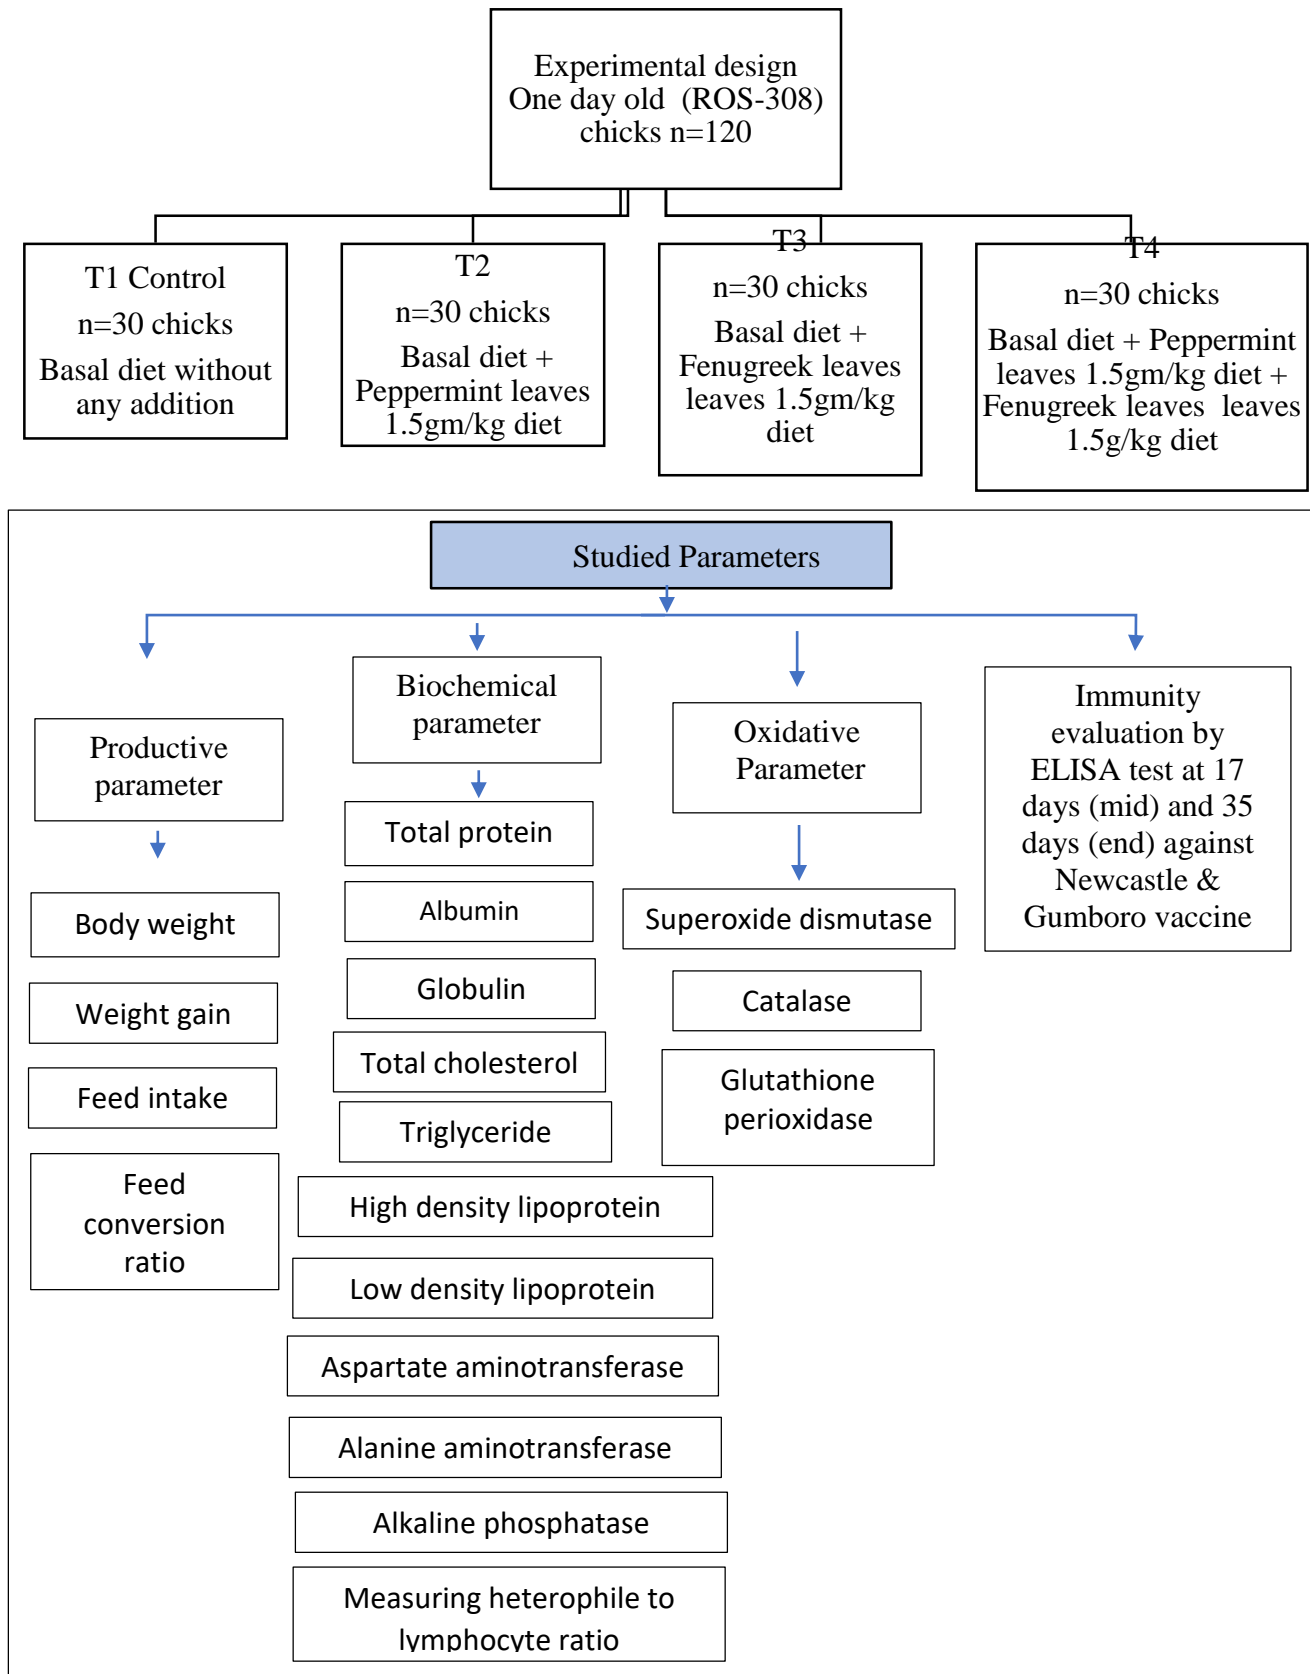 Experimental design
One day old (ROS-308)
chicks n=120
T1 Control
n=30 chicks
Basal diet without
any addition
T2
n=30 chicks
Basal diet +
Peppermint leaves
1.5gm/kg diet
T3
n=30 chicks
Basal diet +
Fenugreek leaves
leaves 1.5gm/kg
diet
T4
n=30 chicks
Basal diet + Peppermint
leaves 1.5gm/kg diet +
Fenugreek leaves leaves
1.5g/kg diet
Studied Parameters
Productive
parameter
Body weight
Weight gain
Feed intake
Feed
conversion
ratio
Biochemical
parameter
Total protein
Albumin
Globulin
Total cholesterol
Triglyceride
High density lipoprotein
Low density lipoprotein
Aspartate aminotransferase
Alanine aminotransferase
Alkaline phosphatase
Measuring heterophile to
lymphocyte ratio
Oxidative
Parameter
Superoxide dismutase
Catalase
Glutathione
perioxidase
Immunity
evaluation by
ELISA test at 17
days (mid) and 35
days (end) against
Newcastle &
Gumboro vaccine